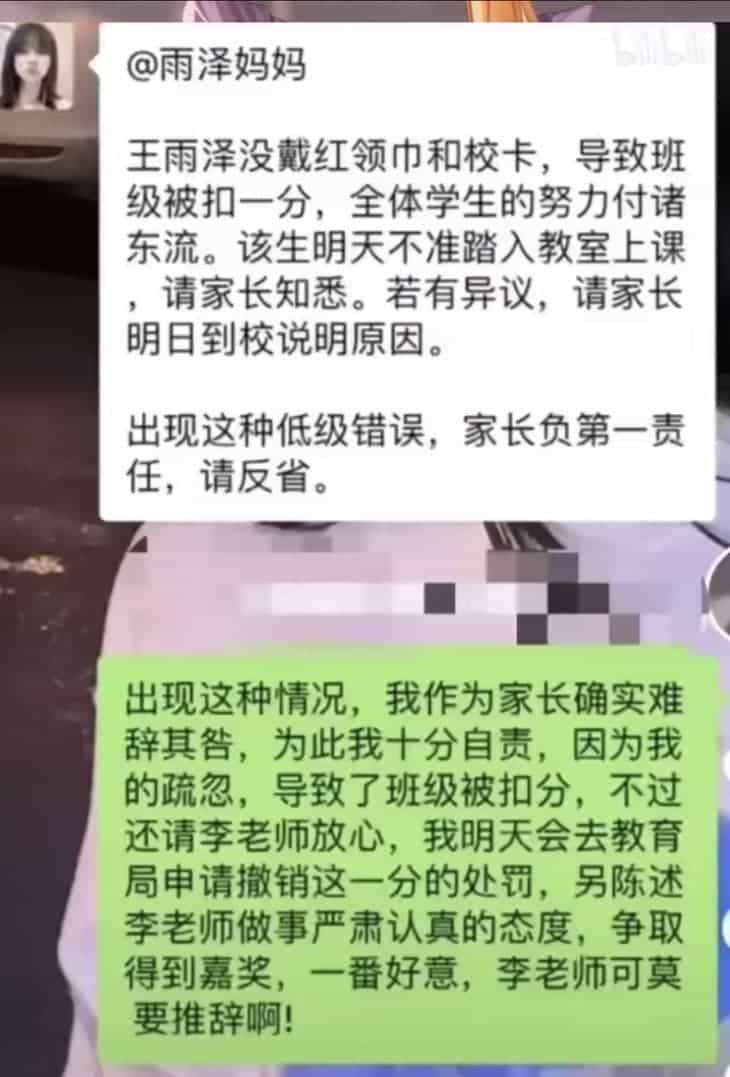 bilibili
@雨泽妈妈
王雨泽没戴红领巾和校卡，导致班
级被扣一分，全体学生的努力付诸
东流。该生明天不准踏入教室上课
，请家长知悉。若有异议，请家长
明日到校说明原因。
出现这种低级错误，家长负第一责
任，请反省。
出现这种情况，我作为家长确实难
辞其咎，为此我十分自责，因为我
的疏忽，导致了班级被扣分，不过
还请李老师放心，我明天会去教育
局申请撤销这一分的处罚，另陈述
李老师做事严肃认真的态度，争取
得到嘉奖，一番好意，李老师可莫
要推辞啊!